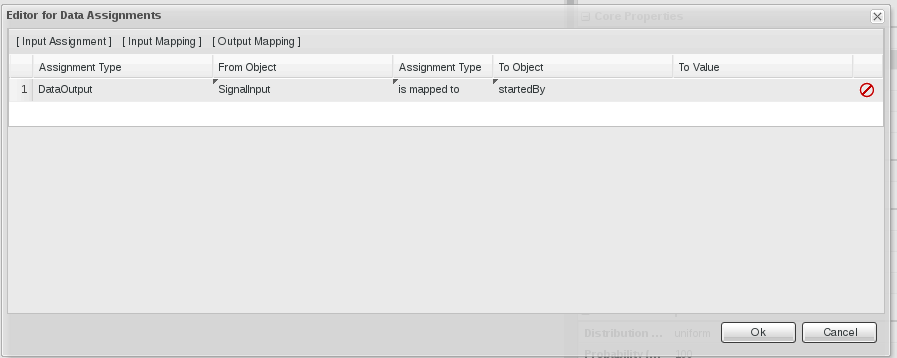 Core Properties
Editor for Data Assignments
[ Input Assignment ] [ Input Mapping ] [ Output Mapping ]
Assignment Type From Object Assignment Type To Object To Value
1 DataOutput SignalInput is mapped to startedBy
Distribution ... uniform
Ok Cancel